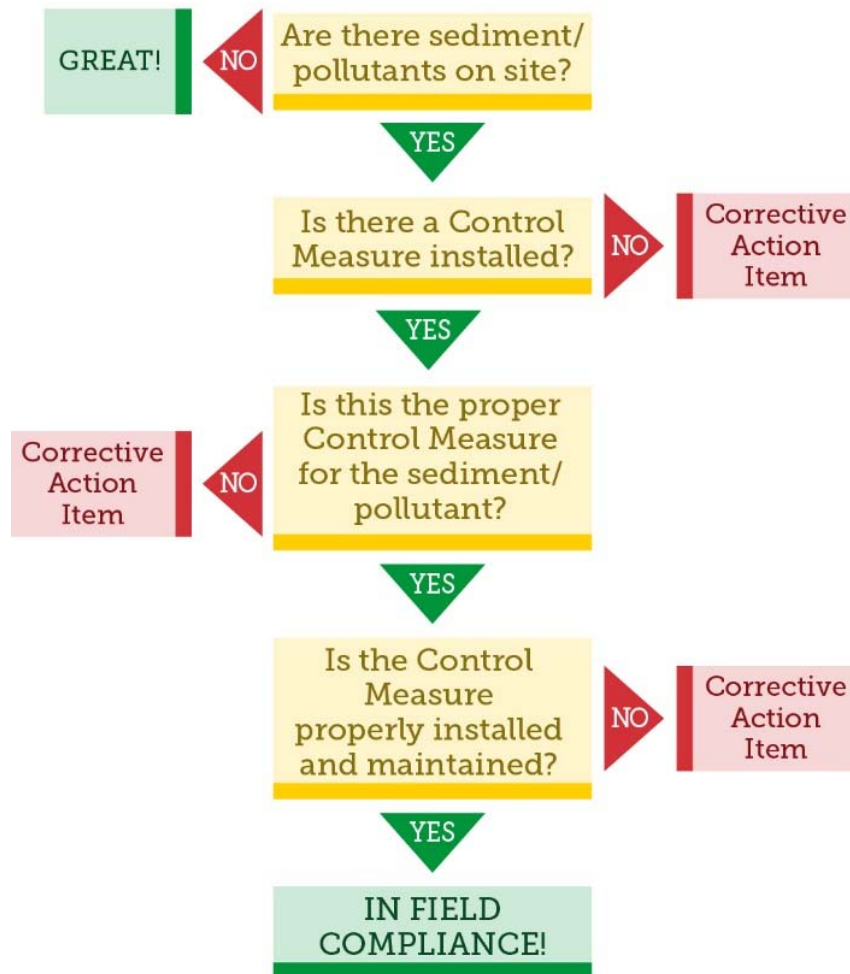 GREAT!
NO
Are there sediment/
pollutants on site?
YES
Is there a Control
Measure installed?
NO
Corrective
Action
Item
YES
Corrective
Action
Item
NO
Is this the proper
Control Measure
for the sediment/
pollutant?
YES
Is the Control
Measure
properly installed
and maintained?
NO
Corrective
Action
Item
YES
IN FIELD
COMPLIANCE!